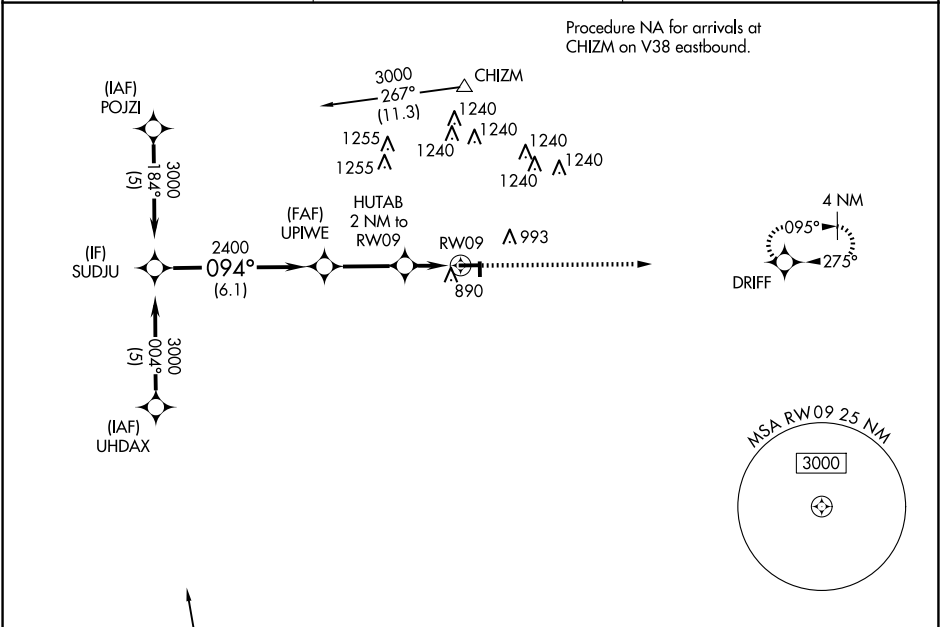 Procedure NA for arrivals at
CHIZM on V38 eastbound.
3000
267°
(11.3)
CHIZM
(IAF)
POJZI
3000
184°
(5)
1240
1240
1240
1255
1255
1240
1240
1240
(IF)
SUDJU
2400
094°
(6.1)
(FAF)
UPIWE
HUTAB
2 NM to
RW09
RW09
993
890
4 NM
095°
275°
DRIFF
3000
004°
(5)
(IAF)
UHDAX
MSA RW09 25 NM
3000